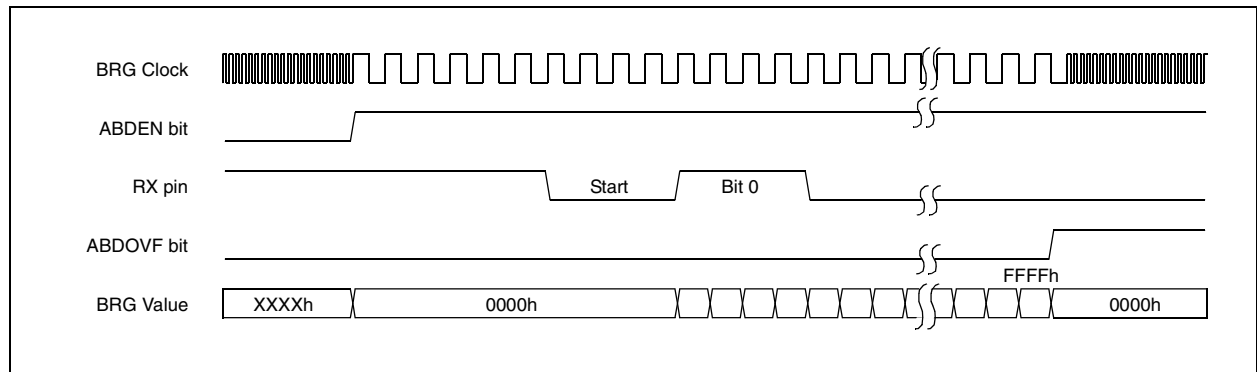 BRG Clock
ABDEN bit
RX pin
Start
Bit 0
ABDOVF bit
FFFFh
BRG Value
XXXXh
0000h
0000h